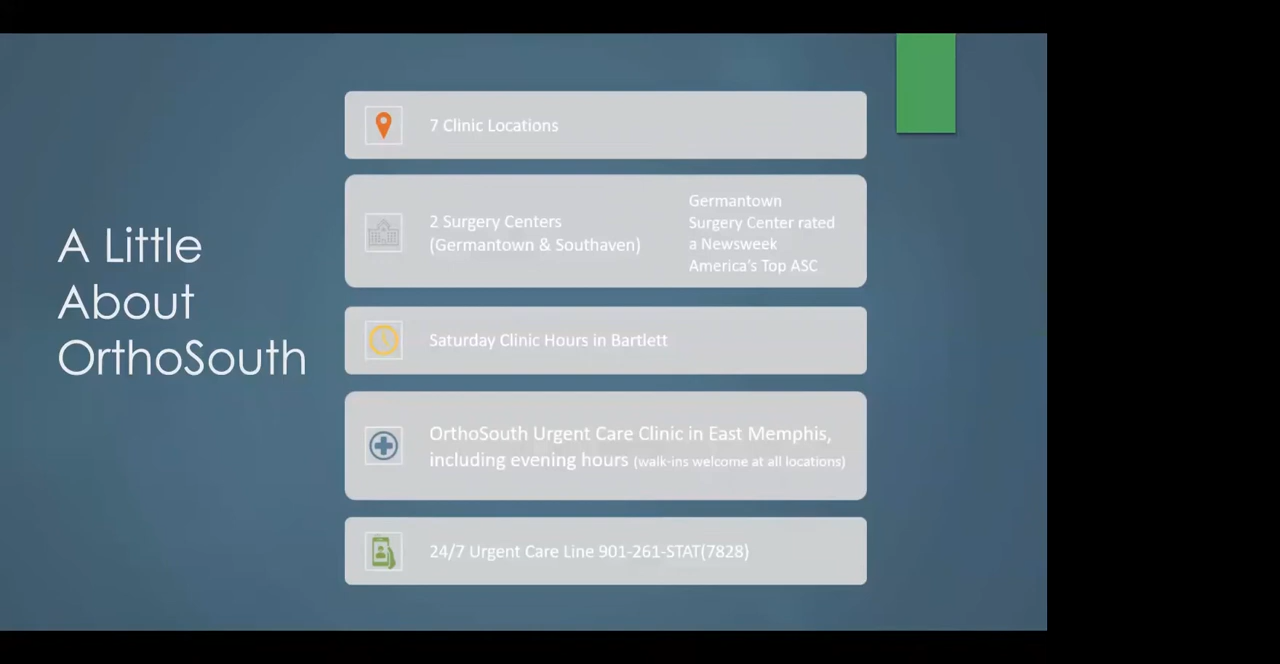 A Little
About
OrthoSouth
7 Clinic Locations
2 Surgery Centers
(Germantown & Southaven)
Germantown
Surgery Center rated
a Newsweek
America's Top ASC
Saturday Clinic Hours in Bartlett
OrthoSouth Urgent Care Clinic in East Memphis,
including evening hours (walk-ins welcome at all locations)
24/7 Urgent Care Line 901-261-STAT(7828)